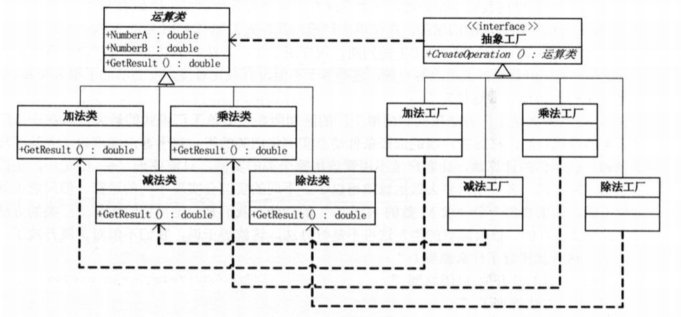 运算类
+NumberA : double
+NumberB : double
+GetResult() : double
<<interface>>
抽象工厂
+CreateOperation() : 运算类
加法类
+GetResult() : double
乘法类
+GetResult() : double
加法工厂
乘法工厂
减法类
+GetResult() : double
除法类
+GetResult() : double
减法工厂
除法工厂